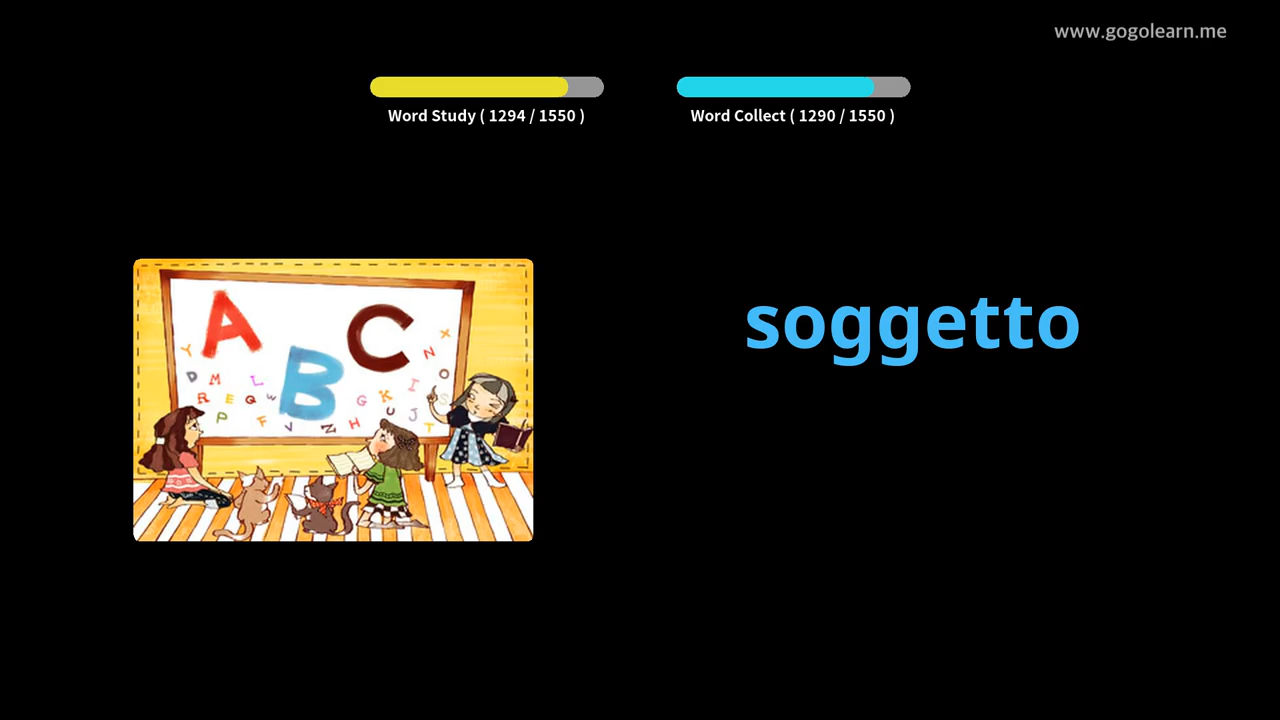 www.gogolearn.me
Word Study ( 1294 / 1550 )
Word Collect ( 1290 / 1550 )
soggetto
A
B
C
X
Y
N
D
M
L
O
I
R
E
Q
W
G
K
S
P
F
V
Z
H
U
J
T